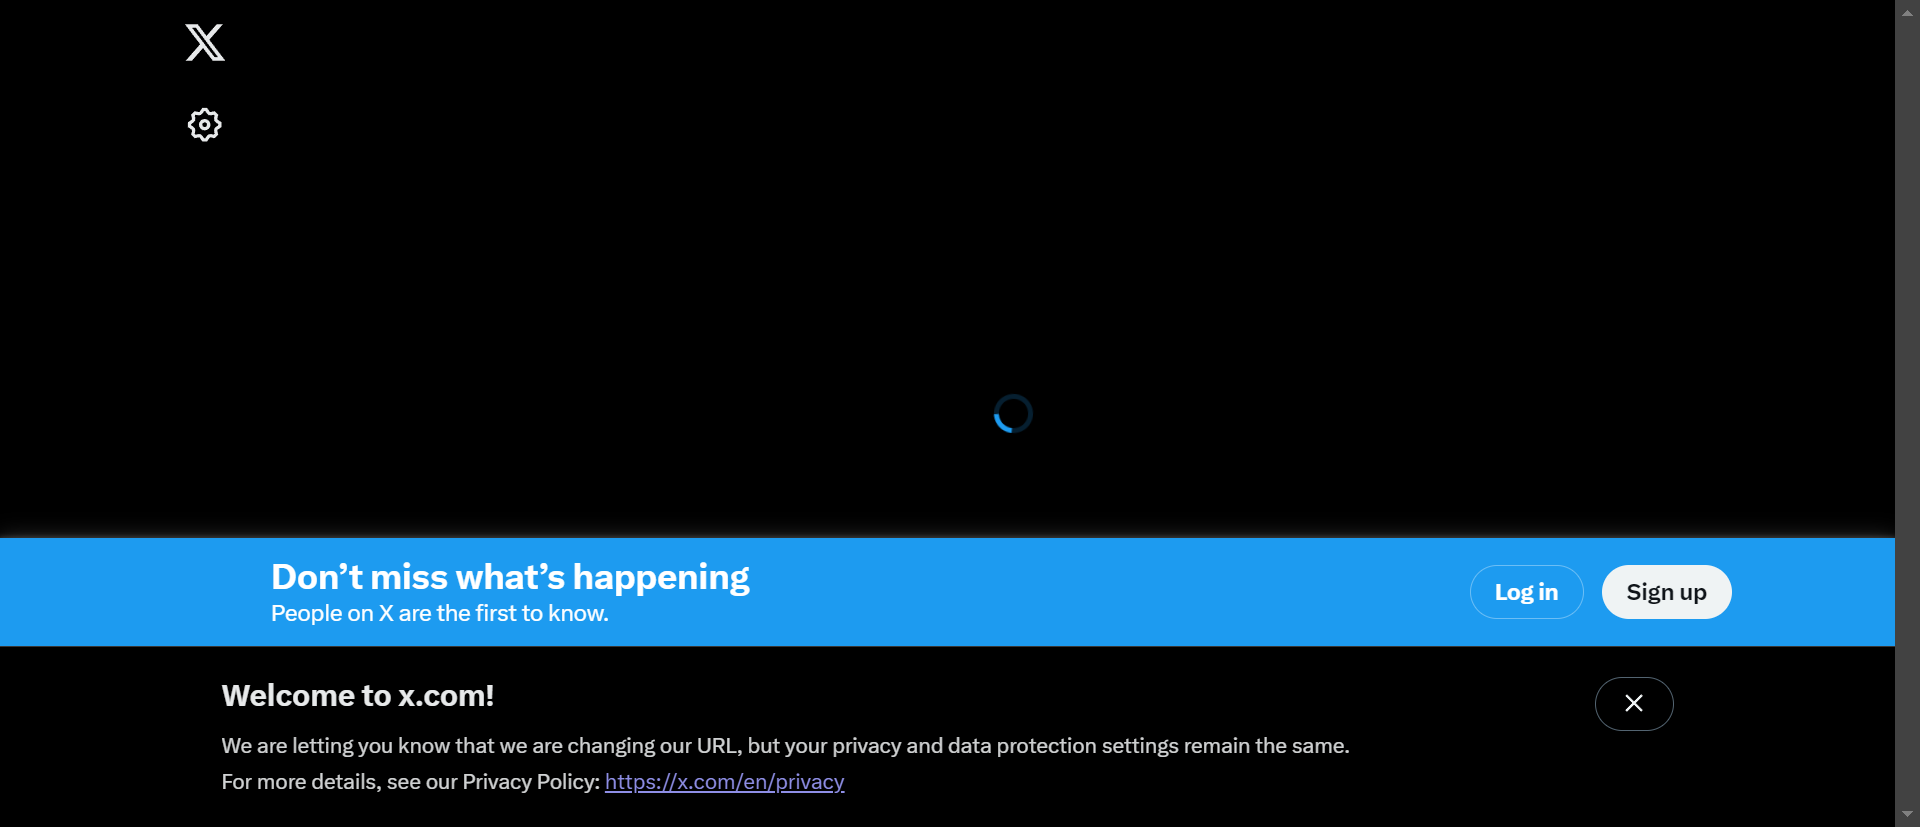 Don’t miss what’s happening
People on X are the first to know.
Log in
Sign up
Welcome to x.com!
We are letting you know that we are changing our URL, but your privacy and data protection settings remain the same.
For more details, see our Privacy Policy: https://x.com/en/privacy